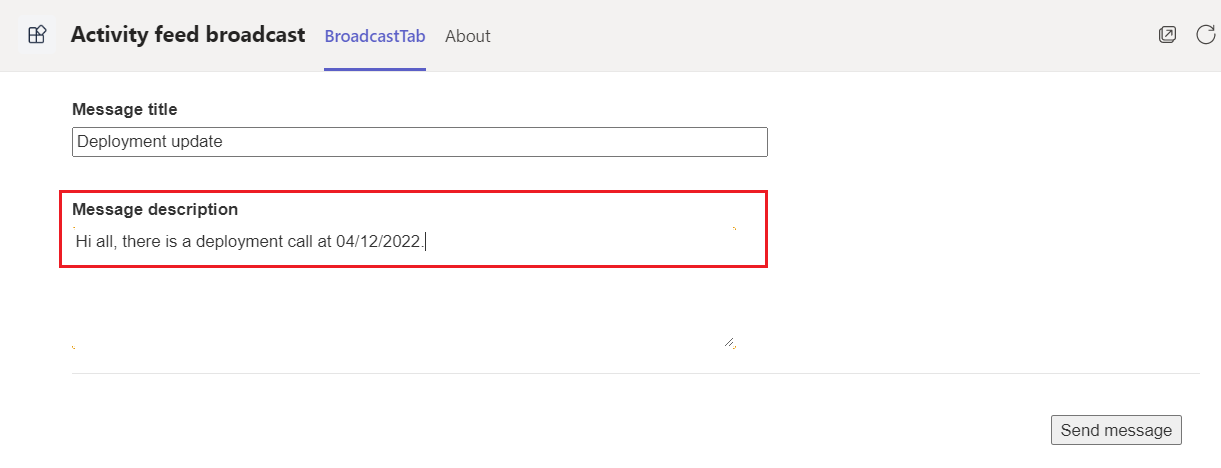 Activity feed broadcast BroadcastTab About
Message title
Deployment update
Message description
Hi all, there is a deployment call at 04/12/2022.
Send message